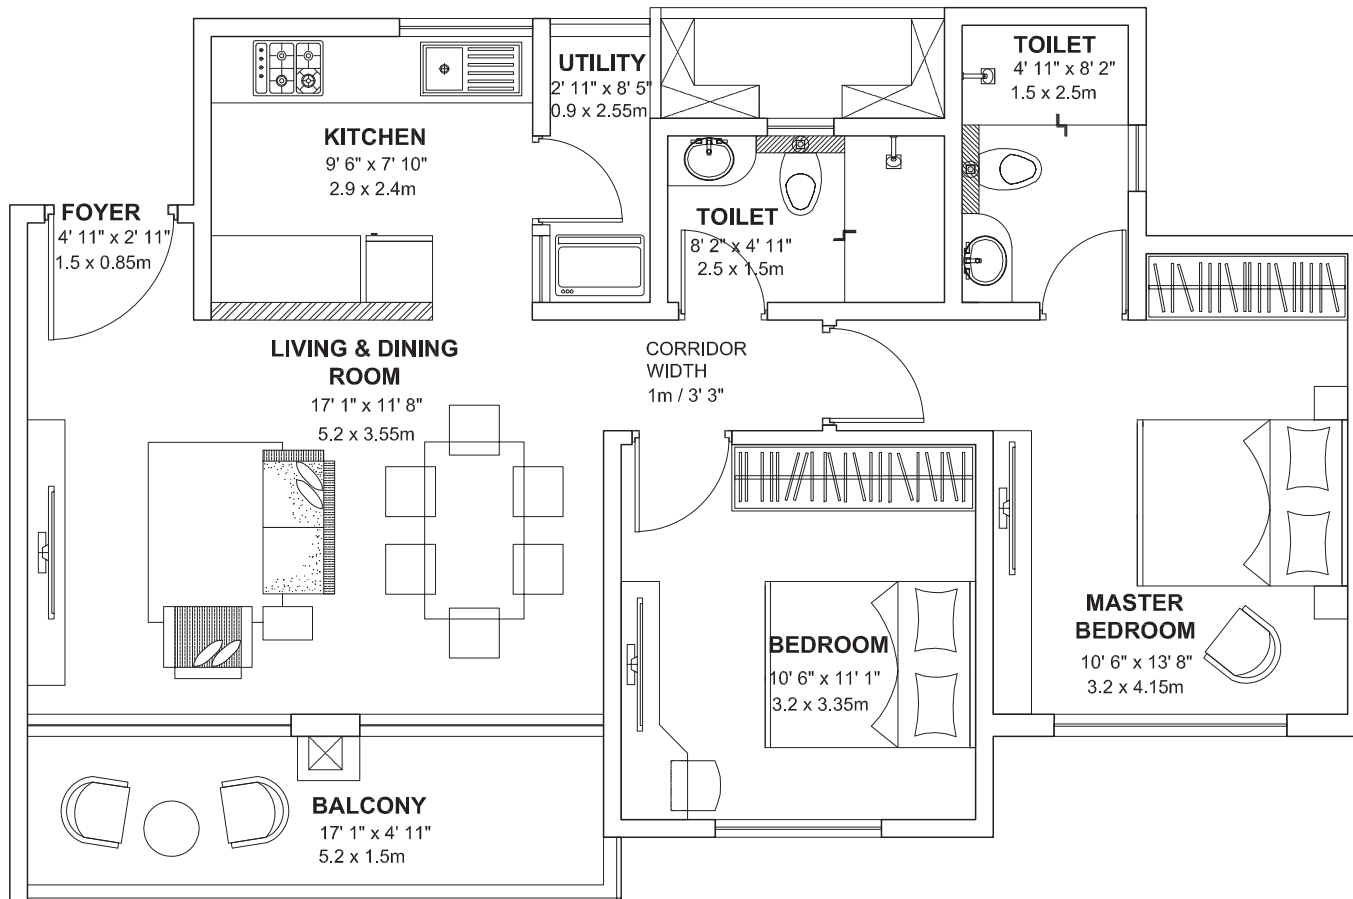 TOILET
4' 11" x 8' 2"
1.5 x 2.5m
UTILITY
2' 11" x 8' 5"
0.9 x 2.55m
KITCHEN
9' 6" x 7' 10"
2.9 x 2.4m
FOYER
4' 11" x 2' 11"
1.5 x 0.85m
TOILET
8' 2" x 4' 11"
2.5 x 1.5m
LIVING & DINING
ROOM
17' 1" x 11' 8"
5.2 x 3.55m
CORRIDOR
WIDTH
1m / 3' 3"
MASTER
BEDROOM
10' 6" x 13' 8"
3.2 x 4.15m
BEDROOM
10' 6" x 11' 1"
3.2 x 3.35m
BALCONY
17' 1" x 4' 11"
5.2 x 1.5m